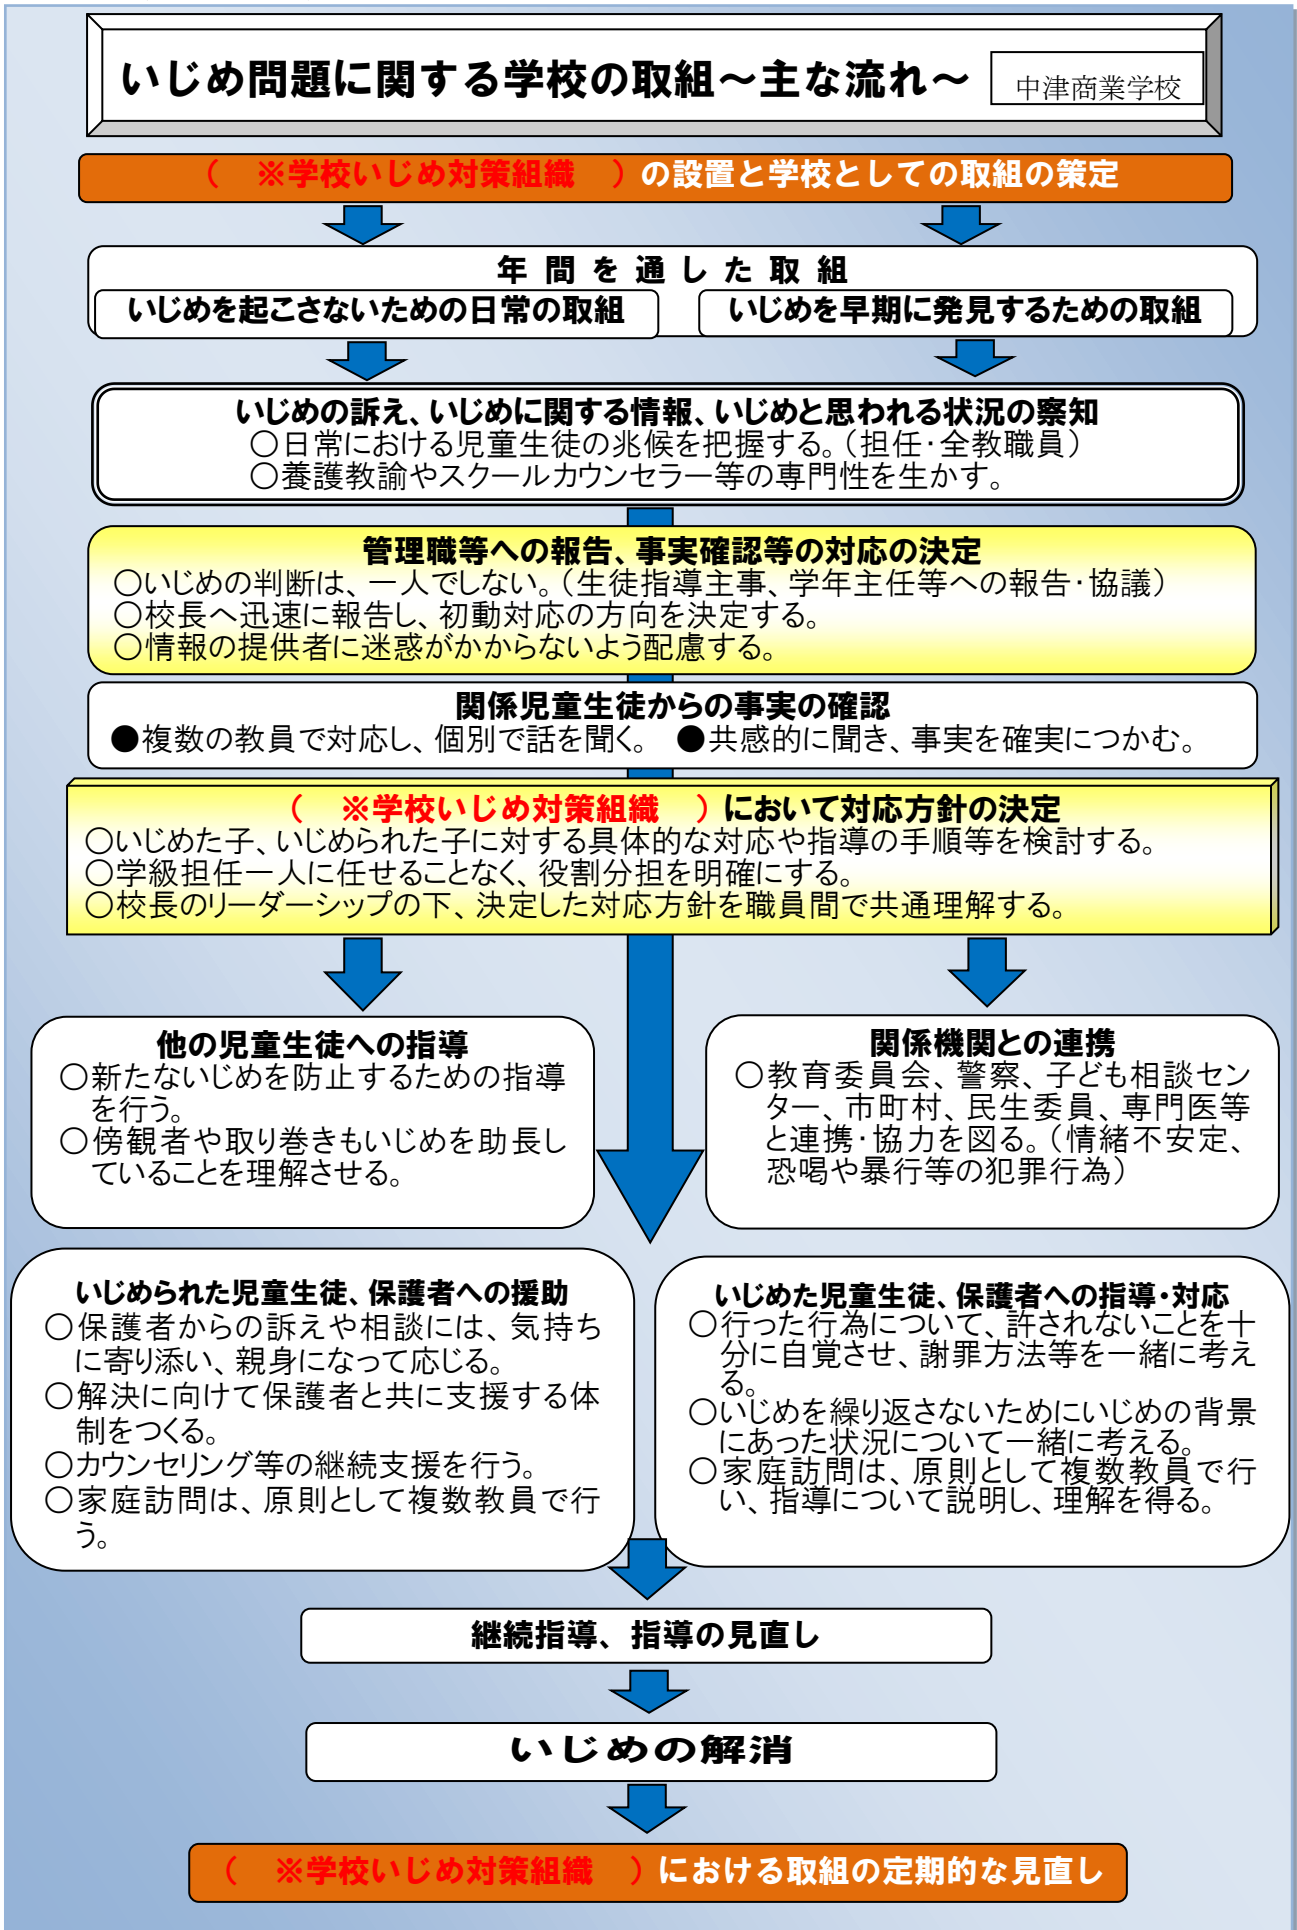 いじめ問題に関する学校の取組～主な流れ～
中津商業学校
（　※学校いじめ対策組織　）の設置と学校としての取組の策定
年間を通した取組
いじめを起こさないための日常の取組
いじめを早期に発見するための取組
いじめの訴え、いじめに関する情報、いじめと思われる状況の察知
○日常における児童生徒の兆候を把握する。（担任・全教職員）
○養護教諭やスクールカウンセラー等の専門性を生かす。
管理職等への報告、事実確認等の対応の決定
○いじめの判断は、一人でしない。（生徒指導主事、学年主任等への報告・協議）
○校長へ迅速に報告し、初動対応の方向を決定する。
○情報の提供者に迷惑がかからないよう配慮する。
関係児童生徒からの事実の確認
●複数の教員で対応し、個別で話を聞く。　●共感的に聞き、事実を確実につかむ。
（　※学校いじめ対策組織　）において対応方針の決定
○いじめた子、いじめられた子に対する具体的な対応や指導の手順等を検討する。
○学級担任一人に任せることなく、役割分担を明確にする。
○校長のリーダーシップの下、決定した対応方針を職員間で共通理解する。
他の児童生徒への指導
○新たないじめを防止するための指導
を行う。
○傍観者や取り巻きもいじめを助長し
ていることを理解させる。
関係機関との連携
○教育委員会、警察、子ども相談セン
ター、市町村、民生委員、専門医等
と連携・協力を図る。（情緒不安定、
恐喝や暴行等の犯罪行為）
いじめられた児童生徒、保護者への援助
○保護者からの訴えや相談には、気持ち
に寄り添い、親身になって応じる。
○解決に向けて保護者と共に支援する体
制をつくる。
○カウンセリング等の継続支援を行う。
○家庭訪問は、原則として複数教員で行
う。
いじめた児童生徒、保護者への指導・対応
○行った行為について、許されないことを十
分に自覚させ、謝罪方法等を一緒に考え
る。
○いじめを繰り返さないためにいじめの背景
にあった状況について一緒に考える。
○家庭訪問は、原則として複数教員で行
い、指導について説明し、理解を得る。
継続指導、指導の見直し
いじめの解消
（　※学校いじめ対策組織　）における取組の定期的な見直し